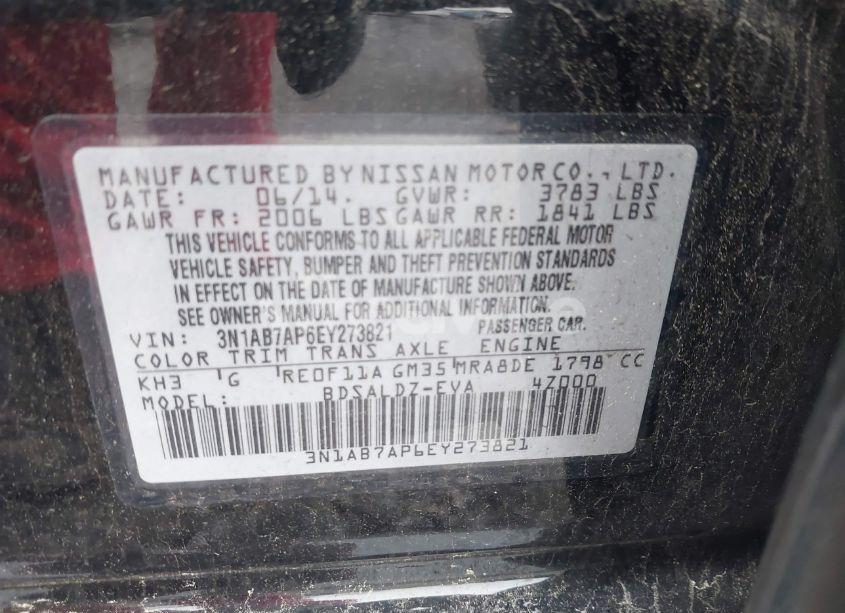 MANUFACTURED BY NISSAN MOTOR CO., LTD.
DATE: 06/14. GVWR: 3783 LBS
GAWR FR: 2006 LBS GAWR RR: 1841 LBS
THIS VEHICLE CONFORMS TO ALL APPLICABLE FEDERAL MOTOR
VEHICLE SAFETY, BUMPER AND THEFT PREVENTION STANDARDS
IN EFFECT ON THE DATE OF MANUFACTURE SHOWN ABOVE.
SEE OWNER'S MANUAL FOR ADDITIONAL INFORMATION.
VIN: 3N1AB7AP6EY273821 PASSENGER CAR.
COLOR TRIM TRANS AXLE ENGINE
KH3 G RE0F11A GM35 MRA8DE 1798 CC
MODEL: BDSALDZ-EVA 4Z000
3N1AB7AP6EY273821